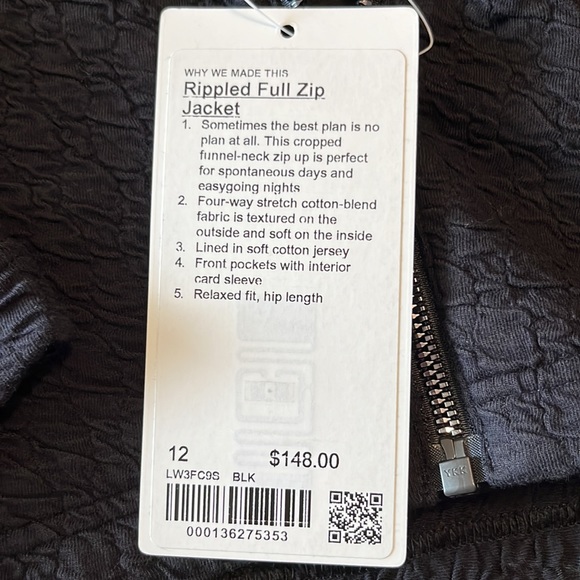 WHY WE MADE THIS
Rippled Full Zip
Jacket
1. Sometimes the best plan is no
plan at all. This cropped
funnel-neck zip up is perfect
for spontaneous days and
easygoing nights
2. Four-way stretch cotton-blend
fabric is textured on the
outside and soft on the inside
3. Lined in soft cotton jersey
4. Front pockets with interior
card sleeve
5. Relaxed fit, hip length
12 $148.00
LW3FC9S BLK
000136275353
YKK